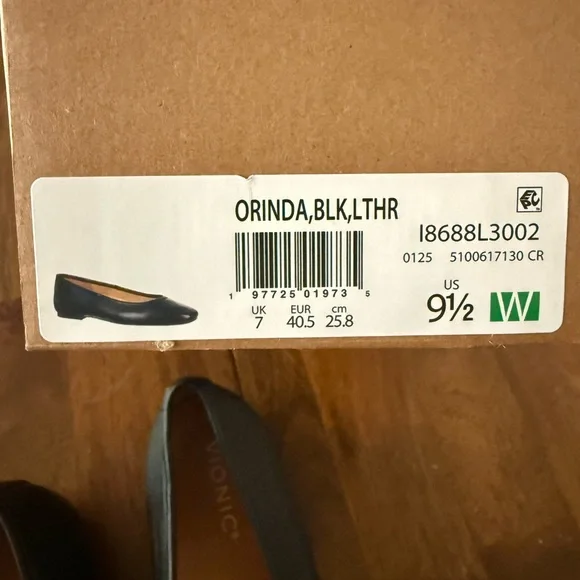 ORINDA,BLK,LTHR
I8688L3002
0125 5100617130 CR
1 97725 01973 5
UK EUR cm
7 40.5 25.8
US
9½ W
VIONIC